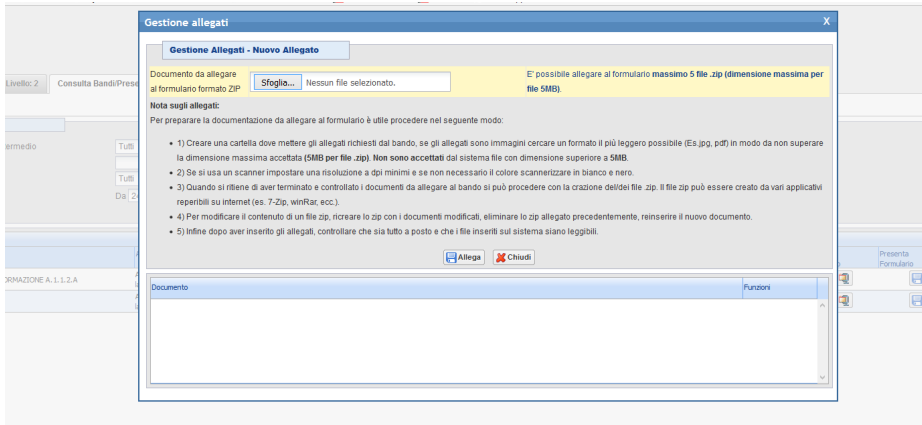 Gestione allegati X
Gestione Allegati - Nuovo Allegato
Documento da allegare
al formulario formato ZIP
Sfoglia... Nessun file selezionato.
E' possibile allegare al formulario massimo 5 file .zip (dimensione massima per
file 5MB).
Nota sugli allegati:
Per preparare la documentazione da allegare al formulario è utile procedere nel seguente modo:
• 1) Creare una cartella dove mettere gli allegati richiesti dal bando, se gli allegati sono immagini cercare un formato il più leggero possibile (Es.jpg, pdf) in modo da non superare
la dimensione massima accettata (5MB per file .zip). Non sono accettati dal sistema file con dimensione superiore a 5MB.
• 2) Se si usa un scanner impostare una risoluzione a dpi minimi e se non necessario il colore scannerizzare in bianco e nero.
• 3) Quando si ritiene di aver terminato e controllato i documenti da allegare al bando si può procedere con la crazione del/dei file .zip. Il file zip può essere creato da vari applicativi
reperibili su internet (es. 7-Zip, winRar, ecc.).
• 4) Per modificare il contenuto di un file zip, ricreare lo zip con i documenti modificati, eliminare lo zip allegato precedentemente, reinserire il nuovo documento.
• 5) Infine dopo aver inserito gli allegati, controllare che sia tutto a posto e che i file inseriti sul sistema siano leggibili.
Allega Chiudi
Documento Funzioni
Livello: 2 Consulta Bandi/Prese
termedio Tutti
Tutti
Da 2
Presenta
Formulario
ORMAZIONE A.1.1.2.A